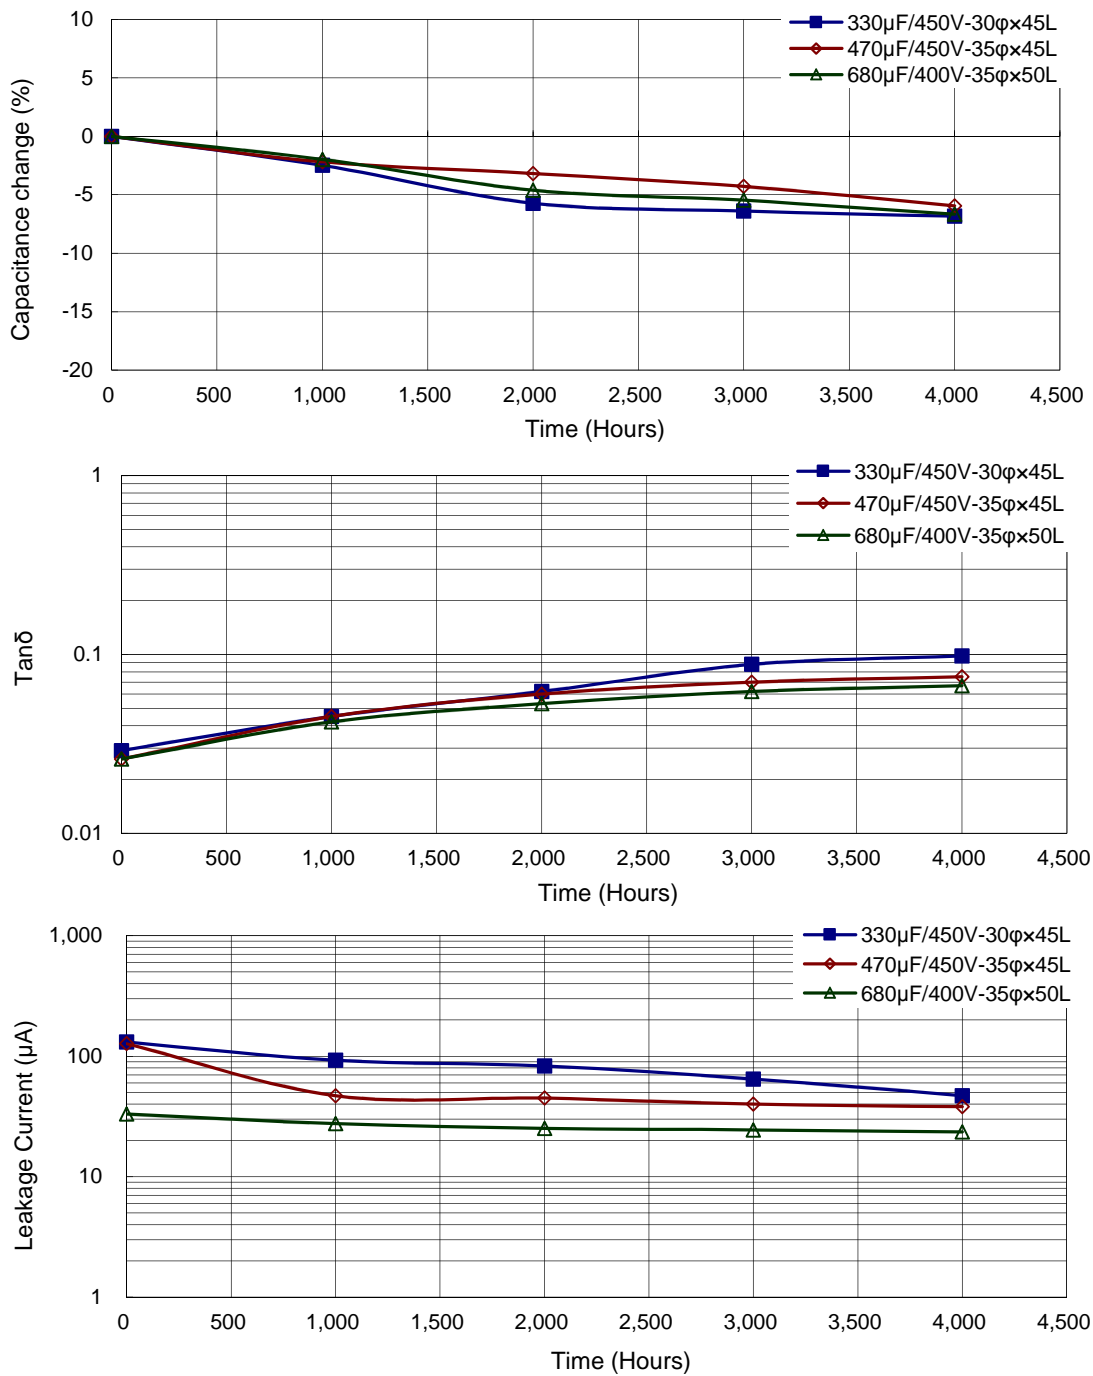 10
5
0
-5
-10
-15
-20
Capacitance change (%)
330μF/450V-30φ×45L
470μF/450V-35φ×45L
680μF/400V-35φ×50L
0 500 1,000 1,500 2,000 2,500 3,000 3,500 4,000 4,500
Time (Hours)
1
0.1
0.01
Tanδ
330μF/450V-30φ×45L
470μF/450V-35φ×45L
680μF/400V-35φ×50L
0 500 1,000 1,500 2,000 2,500 3,000 3,500 4,000 4,500
Time (Hours)
1,000
100
10
1
Leakage Current (μA)
330μF/450V-30φ×45L
470μF/450V-35φ×45L
680μF/400V-35φ×50L
0 500 1,000 1,500 2,000 2,500 3,000 3,500 4,000 4,500
Time (Hours)